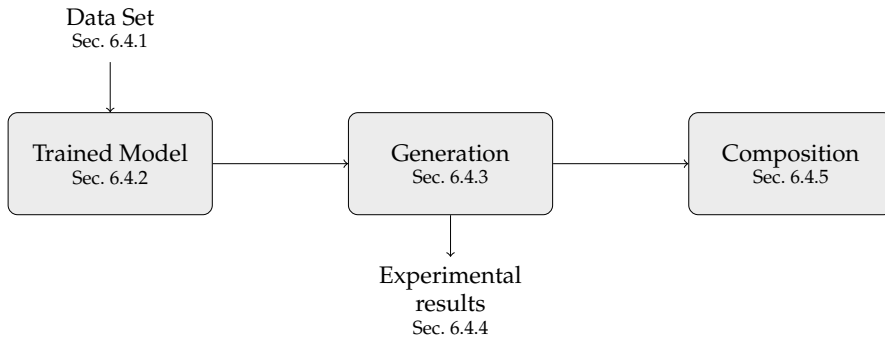 Data Set
Sec. 6.4.1
Trained Model
Sec. 6.4.2
Generation
Sec. 6.4.3
Composition
Sec. 6.4.5
Experimental
results
Sec. 6.4.4